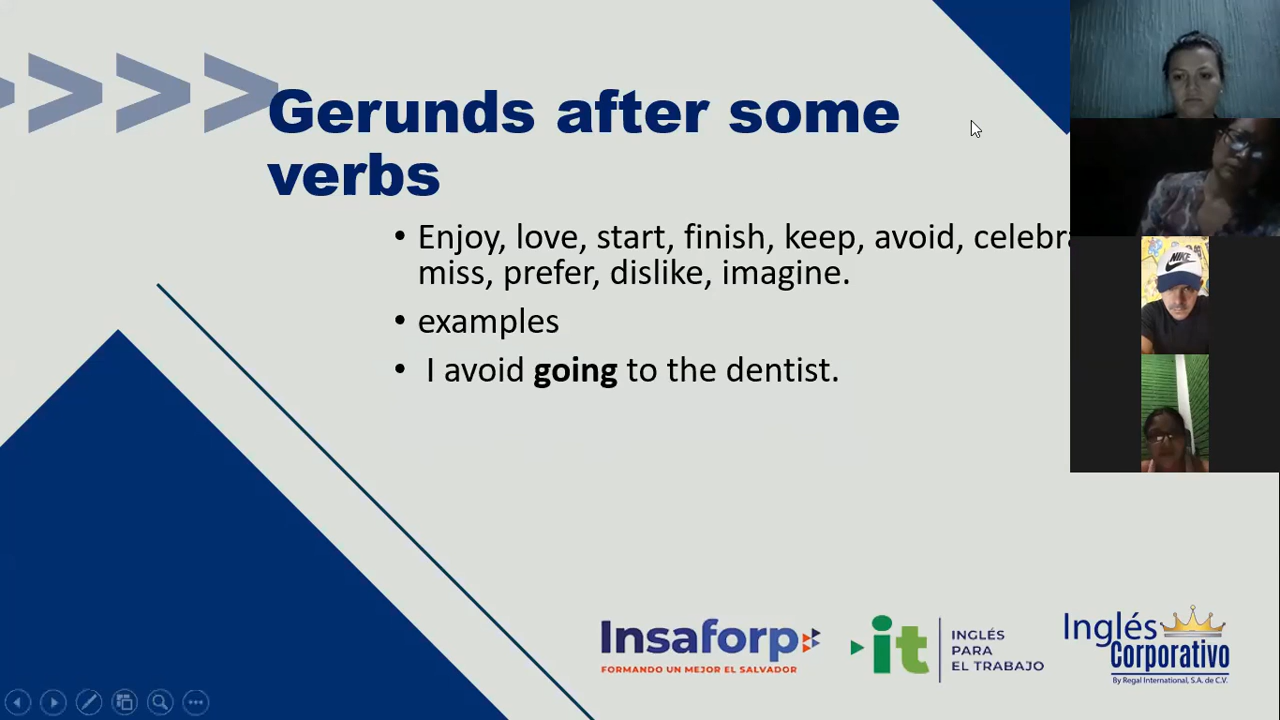 Gerunds after some
verbs
• Enjoy, love, start, finish, keep, avoid,
miss, prefer, dislike, imagine.
• examples
• I avoid going to the dentist.
NIKE
Insaforp
FORMANDO UN MEJOR EL SALVADOR
it
INGLÉS
PARA
EL TRABAJO
Inglés
Corporativo
By Regal International, S.A. de C.V.